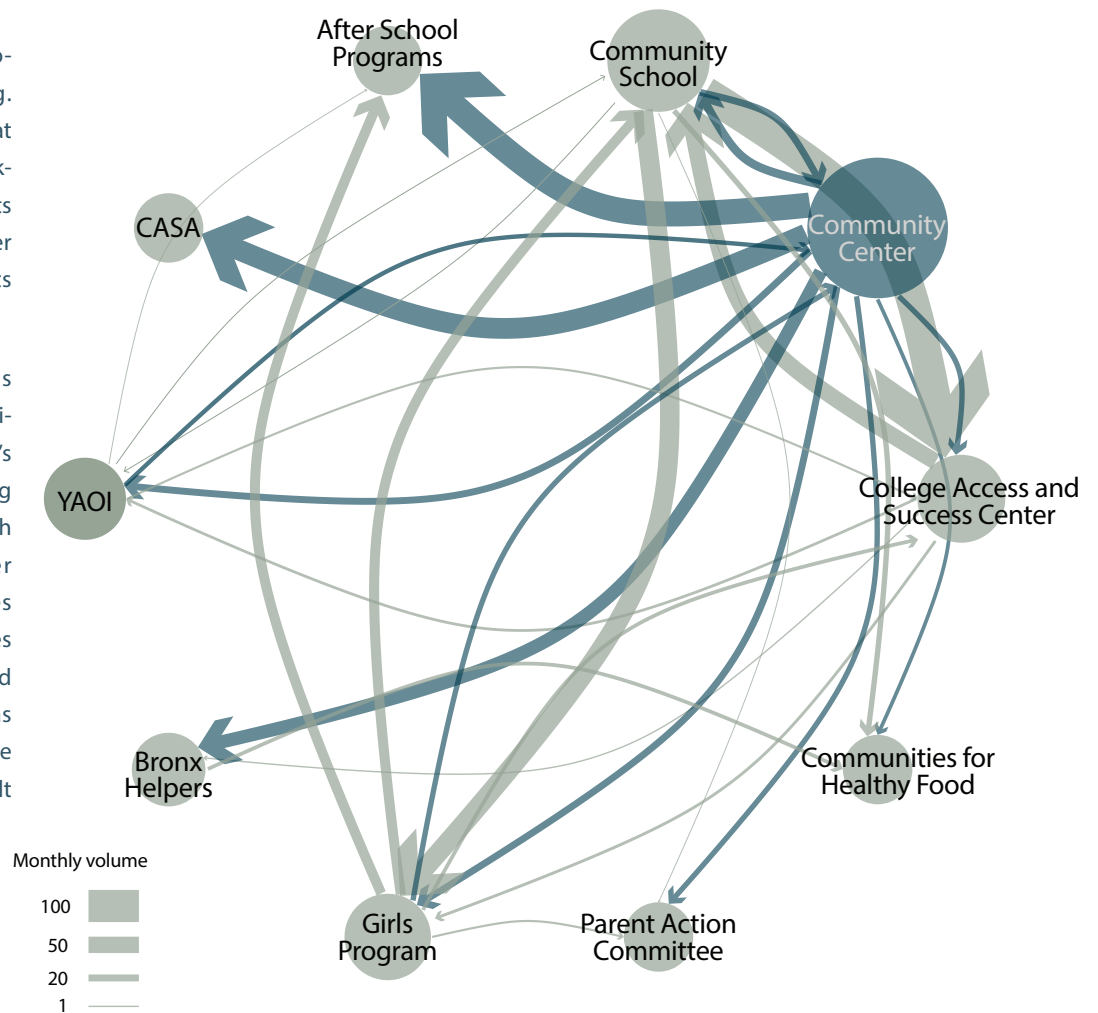 After School
Programs
Community
School
Community
Center
CASA
YAOI
College Access and
Success Center
Bronx
Helpers
Communities for
Healthy Food
Girls
Program
Parent Action
Committee
Monthly volume
100
50
20
1